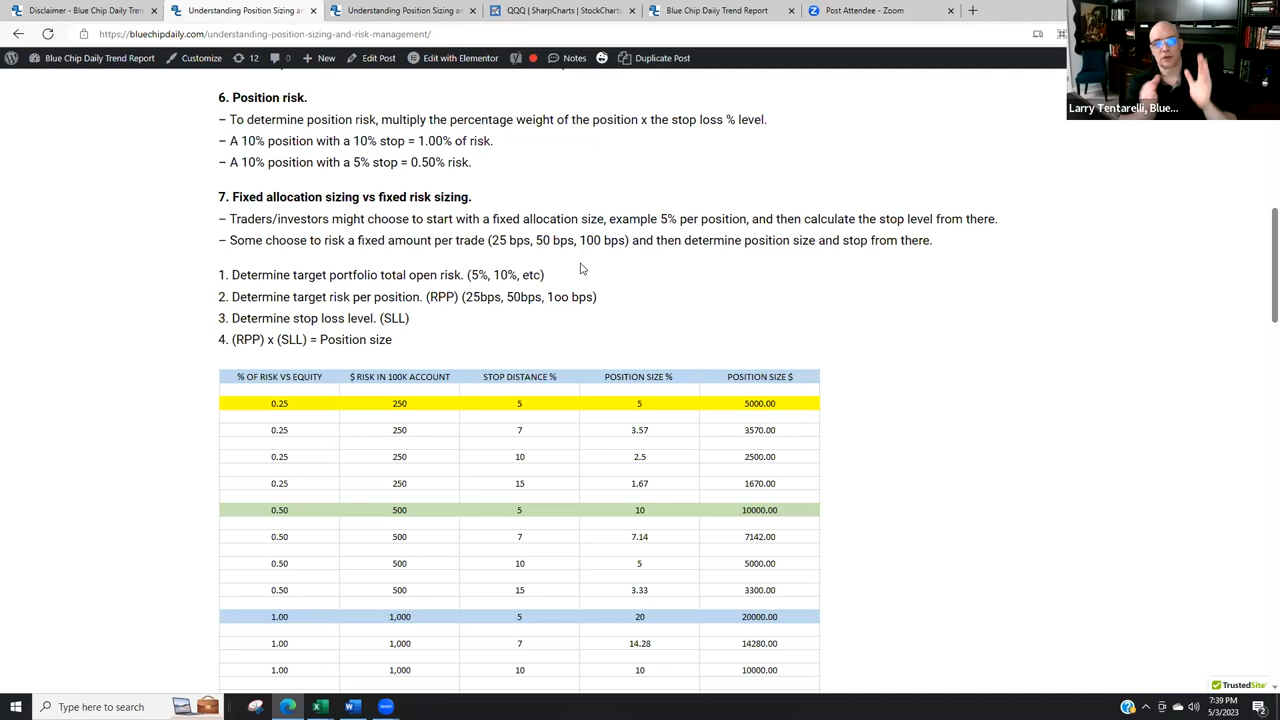 Disclaimer - Blue Chip Daily Tren
Understanding Position Sizing a
Understanding Position Sizing a
QQQ | SharpCharts | StockChart
Blue Chip Daily Trend Report
Post Attendee - Zoom
https://bluechipdaily.com/understanding-position-sizing-and-risk-management/
Blue Chip Daily Trend Report Customize 12 0 New Edit Post Edit with Elementor Notes Duplicate Post
Larry Tentarelli, Blue...
6. Position risk.
– To determine position risk, multiply the percentage weight of the position x the stop loss % level.
– A 10% position with a 10% stop = 1.00% of risk.
– A 10% position with a 5% stop = 0.50% risk.
7. Fixed allocation sizing vs fixed risk sizing.
– Traders/investors might choose to start with a fixed allocation size, example 5% per position, and then calculate the stop level from there.
– Some choose to risk a fixed amount per trade (25 bps, 50 bps, 100 bps) and then determine position size and stop from there.
1. Determine target portfolio total open risk. (5%, 10%, etc)
2. Determine target risk per position. (RPP) (25bps, 50bps, 1oo bps)
3. Determine stop loss level. (SLL)
4. (RPP) x (SLL) = Position size
% OF RISK VS EQUITY $ RISK IN 100K ACCOUNT STOP DISTANCE % POSITION SIZE % POSITION SIZE $
0.25 250 5 5 5000.00
0.25 250 7 3.57 3570.00
0.25 250 10 2.5 2500.00
0.25 250 15 1.67 1670.00
0.50 500 5 10 10000.00
0.50 500 7 7.14 7142.00
0.50 500 10 5 5000.00
0.50 500 15 3.33 3300.00
1.00 1,000 5 20 20000.00
1.00 1,000 7 14.28 14280.00
1.00 1,000 10 10 10000.00
TrustedSite
Type here to search
7:39 PM
5/3/2023
2